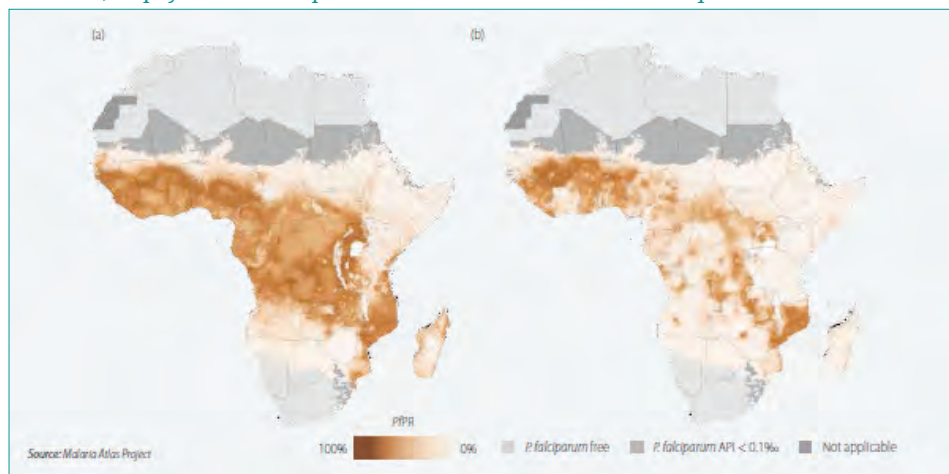 (a)
(b)
PfPR
100%
0%
P. falciparum free
P. falciparum API < 0.1‰
Not applicable
Source: Malaria Atlas Project